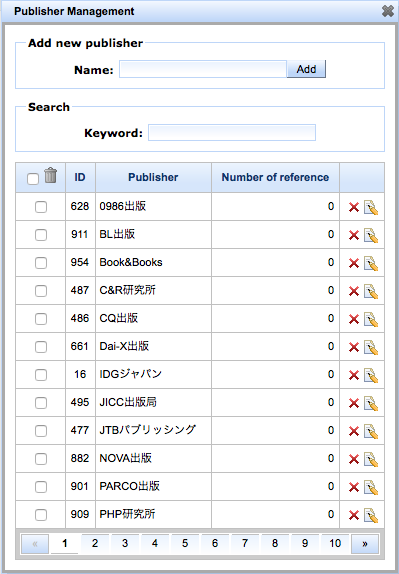 Publisher Management
Add new publisher
Name: Add
Search
Keyword:
ID Publisher Number of reference
628 0986出版 0
911 BL出版 0
954 Book&Books 0
487 C&R研究所 0
486 CQ出版 0
661 Dai-X出版 0
16 IDGジャパン 0
495 JICC出版局 0
477 JTBパブリッシング 0
882 NOVA出版 0
901 PARCO出版 0
909 PHP研究所 0
« 1 2 3 4 5 6 7 8 9 10 »